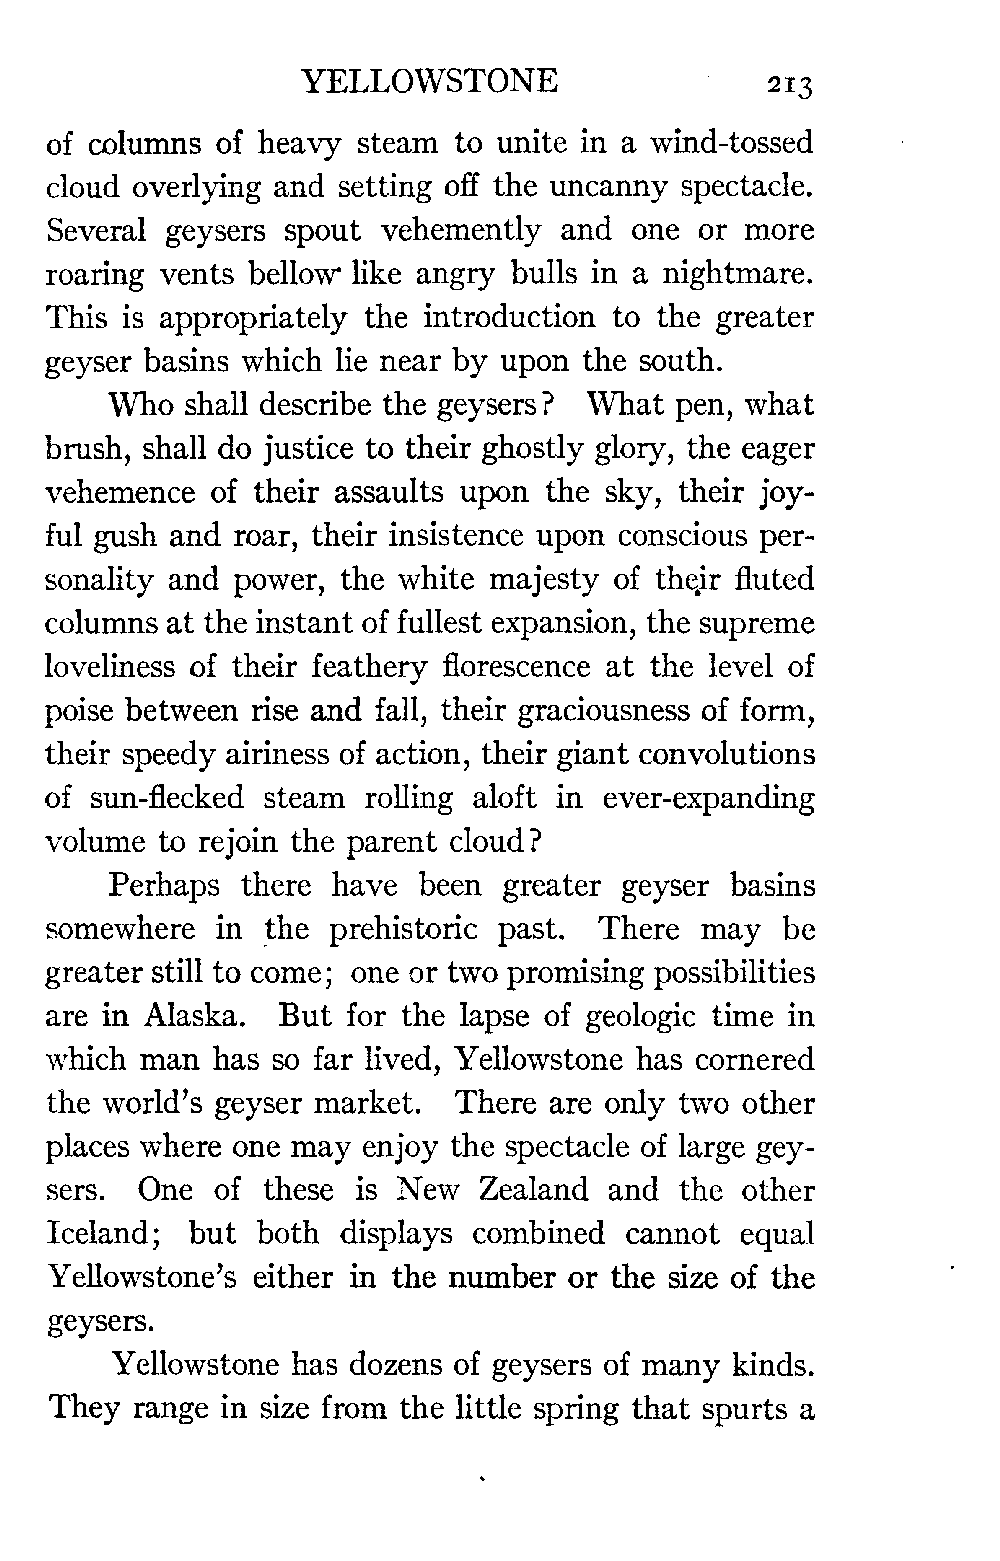 YELLOWSTONE 213
of columns of heavy steam to unite in a wind-tossed
cloud overlying and setting off the uncanny spectacle.
Several geysers spout vehemently and one or more
roaring vents bellow like angry bulls in a nightmare.
This is appropriately the introduction to the greater
geyser basins which lie near by upon the south.
Who shall describe the geysers? What pen, what
brush, shall do justice to their ghostly glory, the eager
vehemence of their assaults upon the sky, their joy-
ful gush and roar, their insistence upon conscious per-
sonality and power, the white majesty of their fluted
columns at the instant of fullest expansion, the supreme
loveliness of their feathery florescence at the level of
poise between rise and fall, their graciousness of form,
their speedy airiness of action, their giant convolutions
of sun-flecked steam rolling aloft in ever-expanding
volume to rejoin the parent cloud?
Perhaps there have been greater geyser basins
somewhere in the prehistoric past. There may be
greater still to come; one or two promising possibilities
are in Alaska. But for the lapse of geologic time in
which man has so far lived, Yellowstone has cornered
the world's geyser market. There are only two other
places where one may enjoy the spectacle of large gey-
sers. One of these is New Zealand and the other
Iceland; but both displays combined cannot equal
Yellowstone's either in the number or the size of the
geysers.
Yellowstone has dozens of geysers of many kinds.
They range in size from the little spring that spurts a